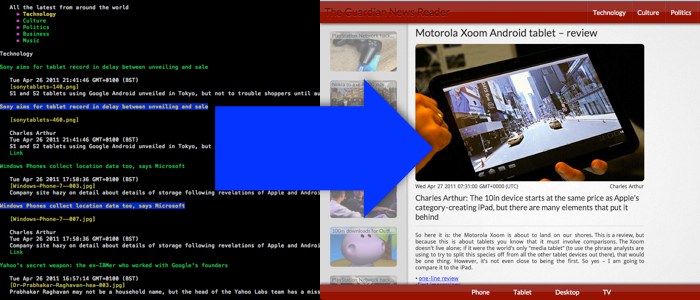 All the latest from around the world
Technology
Culture
Politics
Business
Music
Technology
Sony aims for tablet record in delay between unveiling and sale
Tue Apr 26 2011 21:41:46 GMT+0100 (BST)
[sonytablets-140.png]
S1 and S2 tablets using Google Android unveiled in Tokyo, but not to trouble shoppers until au
Sony aims for tablet record in delay between unveiling and sale
[sonytablets-460.png]
Charles Arthur
Tue Apr 26 2011 21:41:46 GMT+0100 (BST)
S1 and S2 tablets using Google Android unveiled in Tokyo, but
Link
Windows Phones collect location data too, says Microsoft
Tue Apr 26 2011 17:58:36 GMT+0100 (BST)
[Windows-Phone-7--003.jpg]
Company site hazy on detail about details of storage following revelations of Apple and Androi
Windows Phones collect location data too, says Microsoft
[Windows-Phone-7--007.jpg]
Charles Arthur
Tue Apr 26 2011 17:58:36 GMT+0100 (BST)
Company site hazy on detail about details of storage following revelations of Apple and Androi
Link
Yahoo's secret weapon: the ex-IBMer who worked with Google's founders
Tue Apr 26 2011 16:57:14 GMT+0100 (BST)
[Dr-Prabhakar-Raghavan-hea-003.jpg]
Prabhakar Raghavan may not be a household name, but the head of the Yahoo Labs team has a miss
The Guardian News Reader
Technology Culture Politics
PlayStation Network hack
Motorola Xoom Android tablet – review
Wed Apr 27 2011 07:31:00 GMT+0000 (UTC) Charles Arthur
Charles Arthur: The 10in device starts at the same price as Apple's
category-creating iPad, but there are many elements that put it
behind
So here it is: the Motorola Xoom is about to land on our shores. This is a review, but
because this is about tablets you know that it must involve comparisons. The Xoom
doesn't live alone; if it were the world's only "media tablet" (to use the phrase analysts are
using to try to split this species off from all the other tablet devices out there), that would
be one thing. However, it's not even close to being the first. So yes – I am going to
compare it to the iPad.
one-line review
Phone Tablet Desktop TV